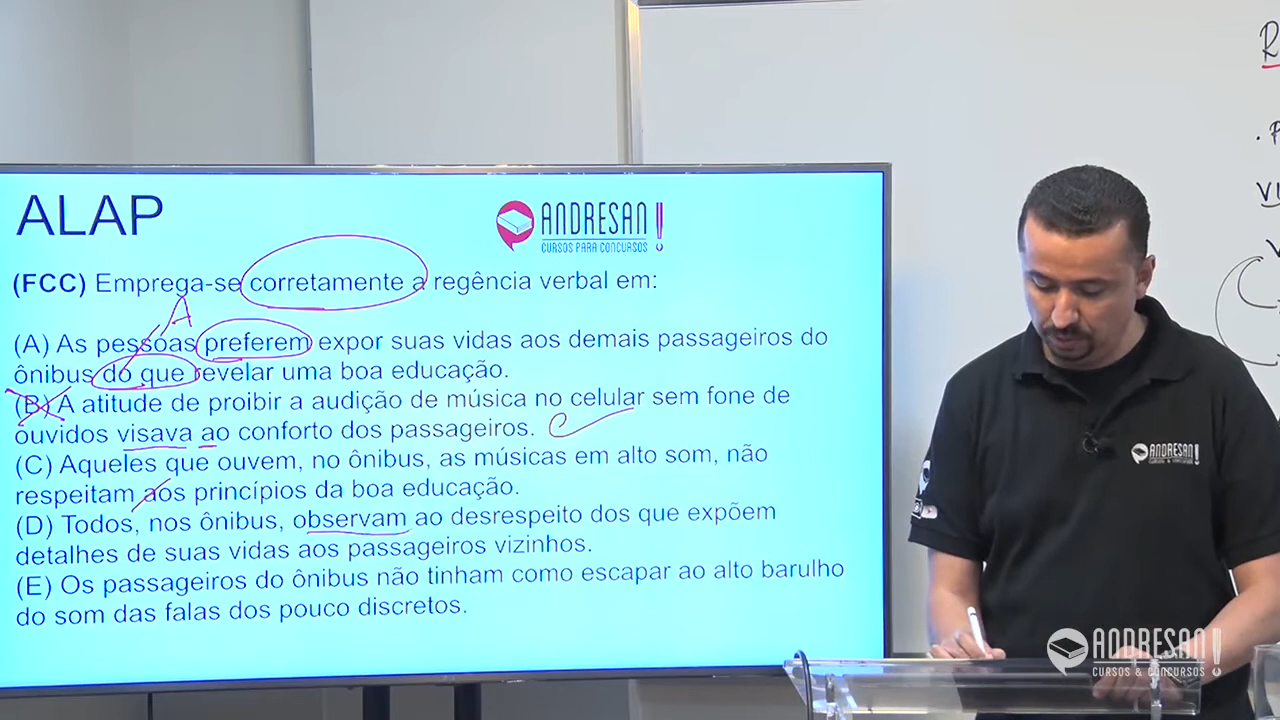 ALAP
ANDRESAN!
CURSOS PARA CONCURSOS
(FCC) Emprega-se corretamente a regência verbal em:
A
(A) As pessoas preferem expor suas vidas aos demais passageiros do
ônibus do que revelar uma boa educação.
(B) A atitude de proibir a audição de música no celular sem fone de
ouvidos visava ao conforto dos passageiros.
(C) Aqueles que ouvem, no ônibus, as músicas em alto som, não
respeitam aos princípios da boa educação.
(D) Todos, nos ônibus, observam ao desrespeito dos que expõem
detalhes de suas vidas aos passageiros vizinhos.
(E) Os passageiros do ônibus não tinham como escapar ao alto barulho
do som das falas dos pouco discretos.
R
ANDRESAN!
CURSOS & CONCURSOS
ANDRESAN!
CURSOS & CONCURSOS